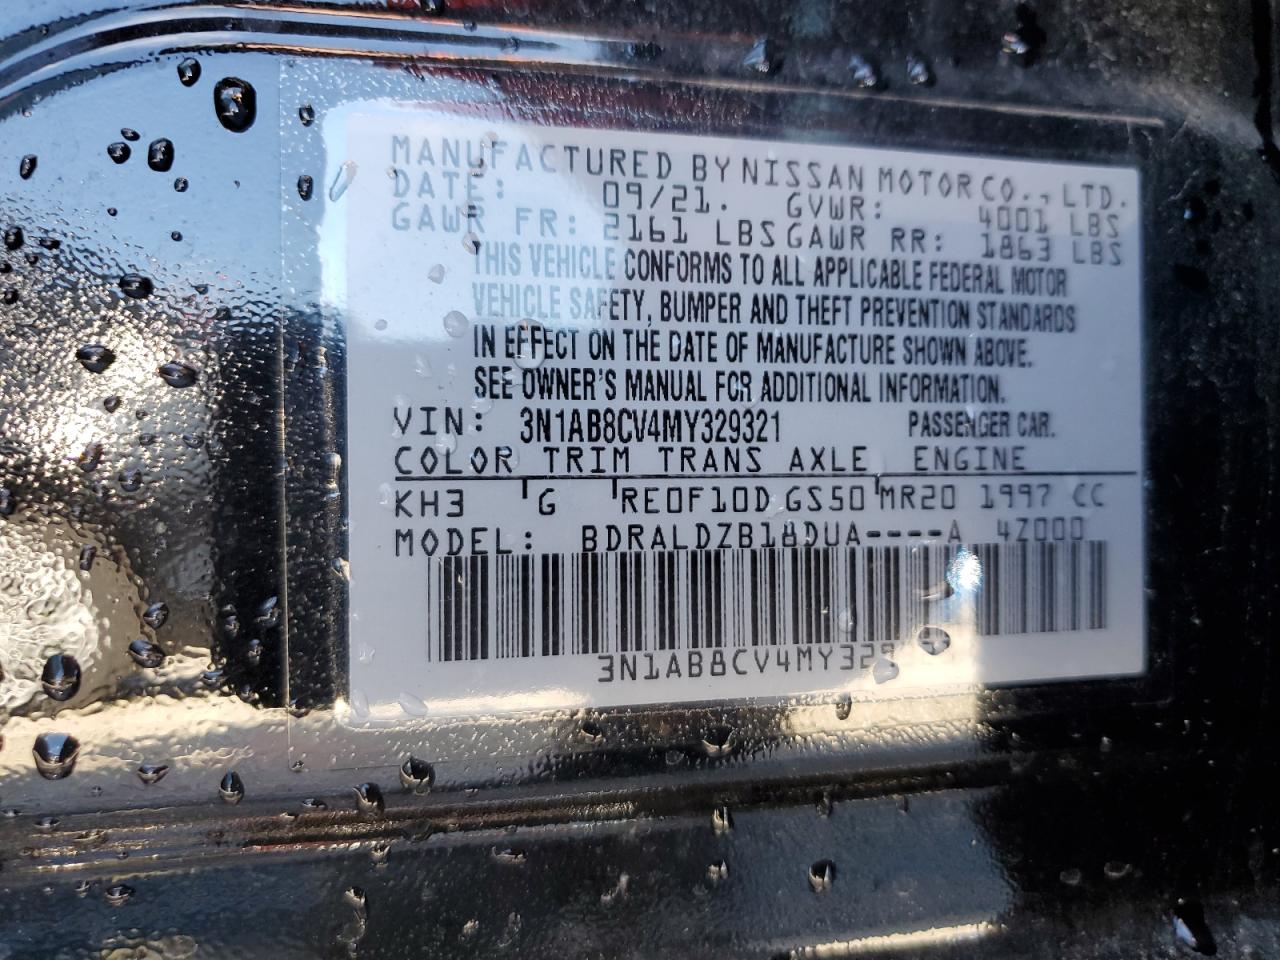 MANUFACTURED BY NISSAN MOTOR CO., LTD.
DATE: 09/21. GVWR: 4001 LBS
GAWR FR: 2161 LBS GAWR RR: 1863 LBS
THIS VEHICLE CONFORMS TO ALL APPLICABLE FEDERAL MOTOR
VEHICLE SAFETY, BUMPER AND THEFT PREVENTION STANDARDS
IN EFFECT ON THE DATE OF MANUFACTURE SHOWN ABOVE.
SEE OWNER'S MANUAL FOR ADDITIONAL INFORMATION.
VIN: 3N1AB8CV4MY329321 PASSENGER CAR.
COLOR TRIM TRANS AXLE ENGINE
KH3 G RE0F10D GS50 MR20 1997 CC
MODEL: BDRALDZB18DUA----A 4Z000
3N1AB8CV4MY329